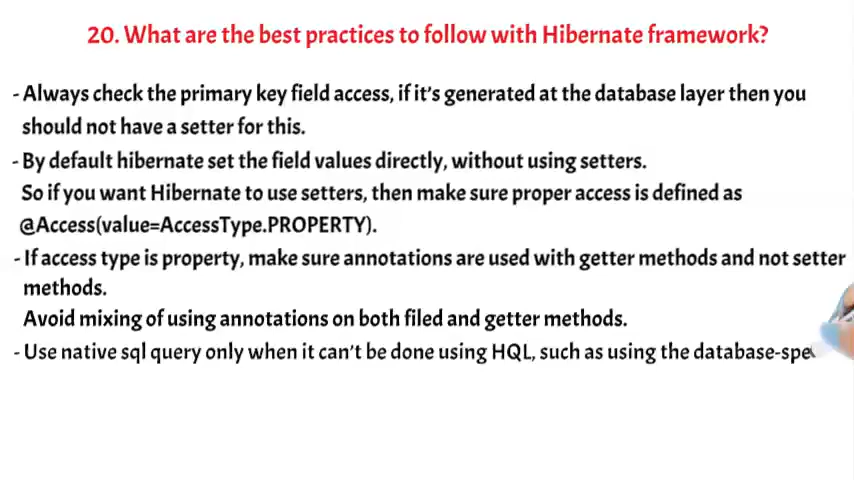 20. What are the best practices to follow with Hibernate framework?
- Always check the primary key field access, if it's generated at the database layer then you
should not have a setter for this.
- By default hibernate set the field values directly, without using setters.
So if you want Hibernate to use setters, then make sure proper access is defined as
@Access(value=AccessType.PROPERTY).
- If access type is property, make sure annotations are used with getter methods and not setter
methods.
Avoid mixing of using annotations on both filed and getter methods.
- Use native sql query only when it can't be done using HQL, such as using the database-spe